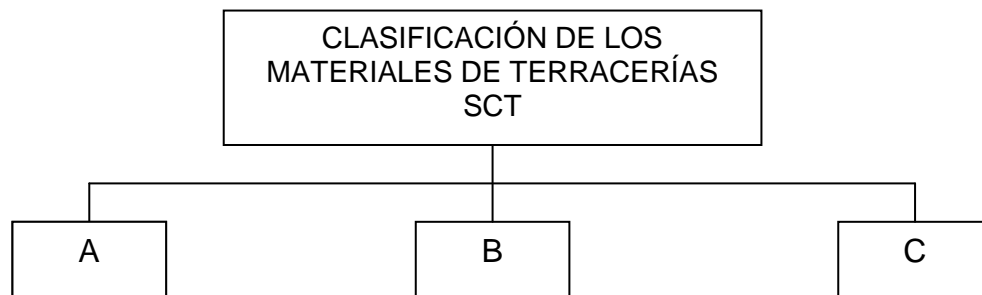 CLASIFICACIÓN DE LOS
MATERIALES DE TERRACERÍAS
SCT
A
B
C